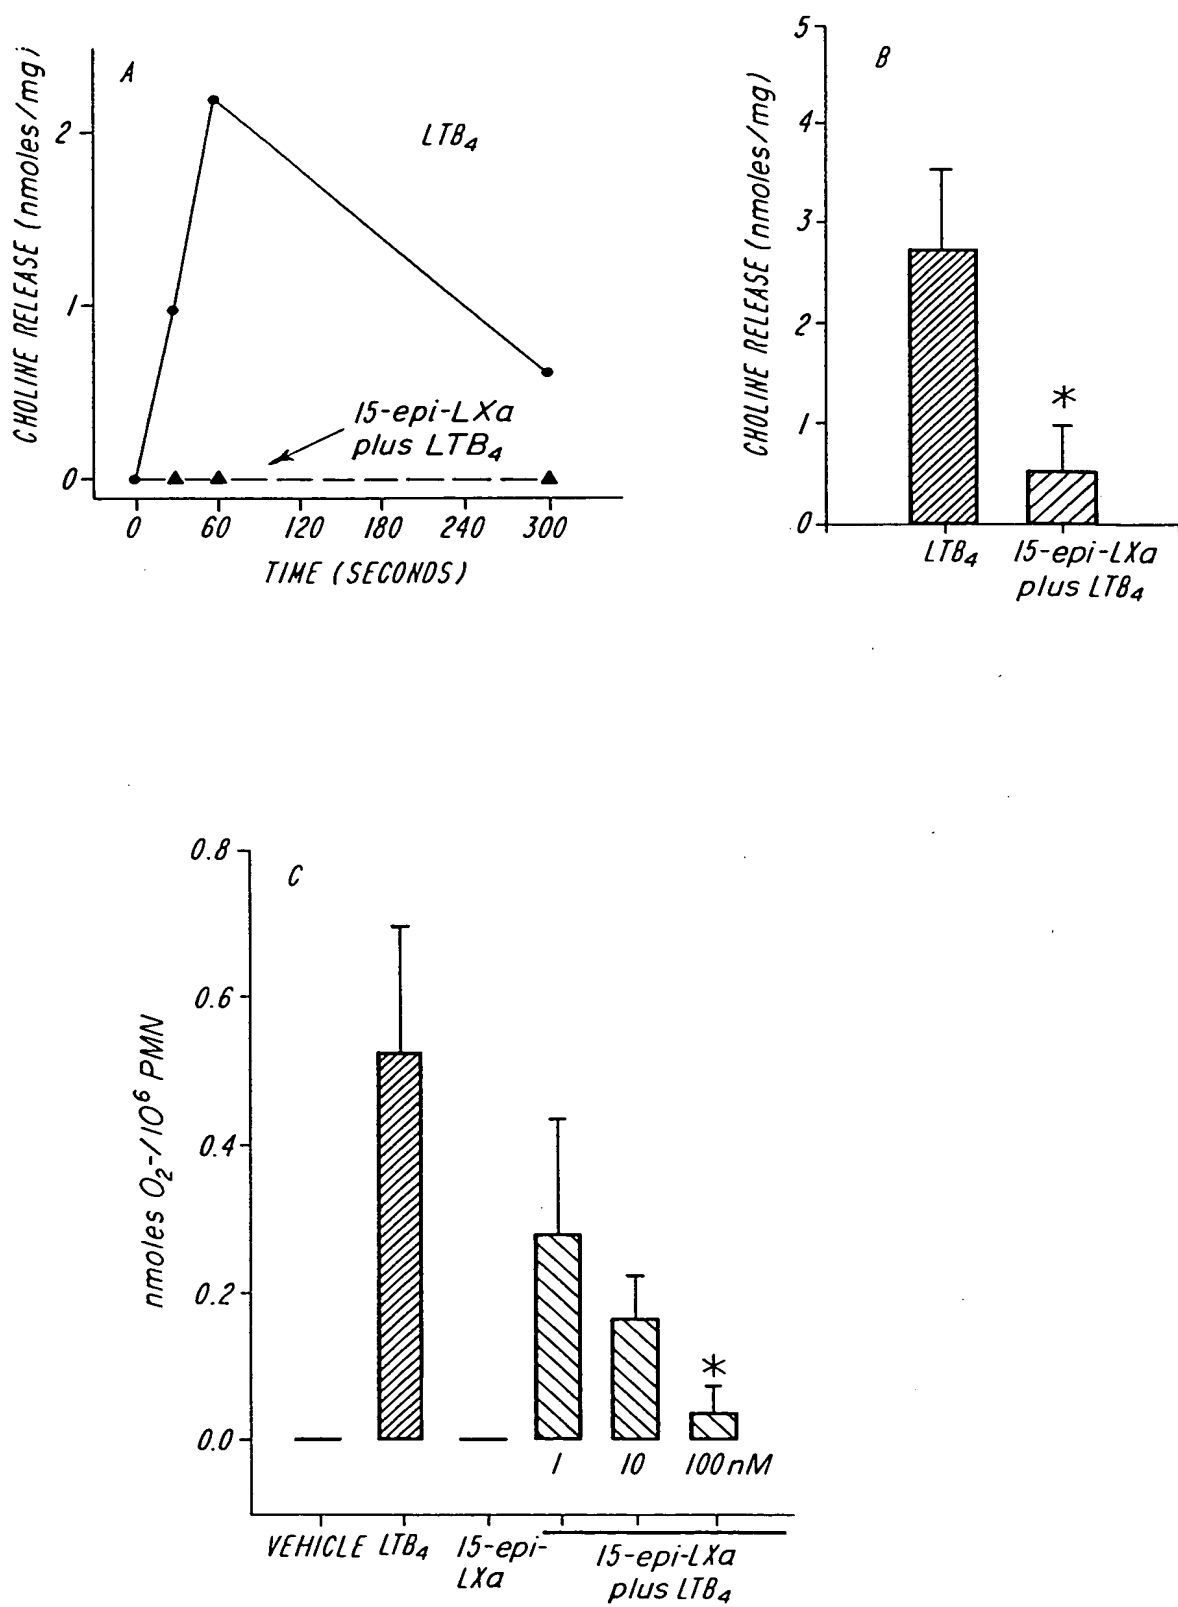 A
CHOLINE RELEASE (nmoles/mg)
2
1
0
LTB4
15-epi-LXa
plus LTB4
0 60 120 180 240 300
TIME (SECONDS)
B
CHOLINE RELEASE (nmoles/mg)
5
4
3
2
1
0
*
LTB4
15-epi-LXa
plus LTB4
C
nmoles O2-/10^6 PMN
0.8
0.6
0.4
0.2
0.0
*
1 10 100 nM
VEHICLE LTB4 15-epi-
LXa
15-epi-LXa
plus LTB4